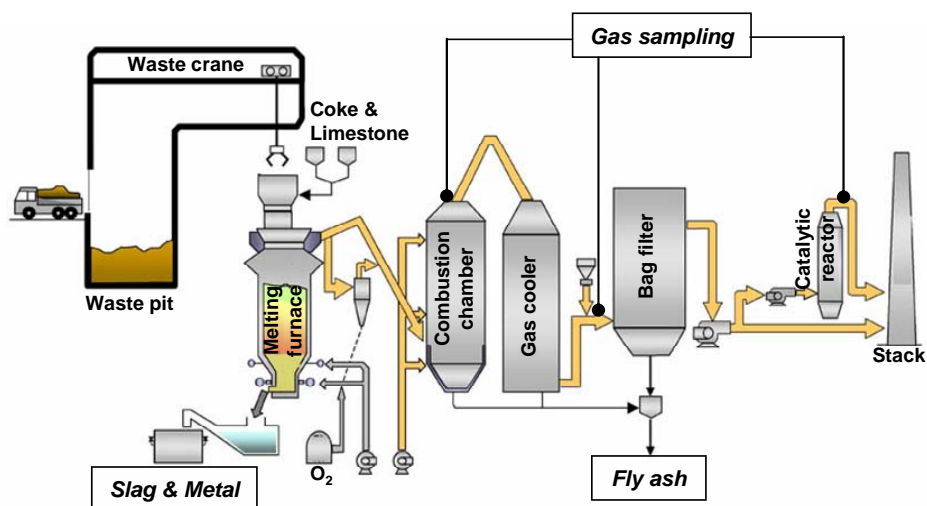 Gas sampling
Waste crane
Coke &
Limestone
Waste pit
Melting
furnace
Combustion
chamber
Gas cooler
Bag filter
Catalytic
reactor
Stack
O₂
Slag & Metal
Fly ash